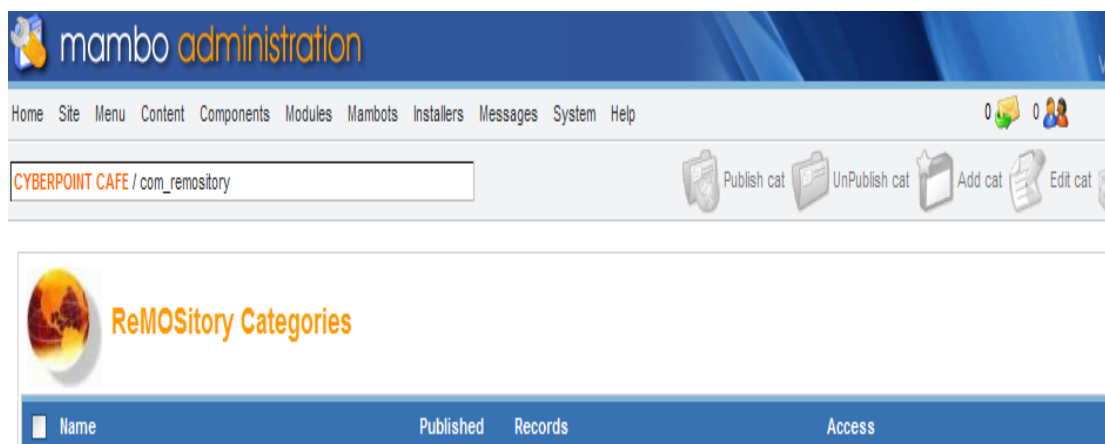 mambo administration
Home Site Menu Content Components Modules Mambots Installers Messages System Help 0 0
CYBERPOINT CAFE / com_remository
Publish cat UnPublish cat Add cat Edit cat
ReMOSitory Categories
Name Published Records Access